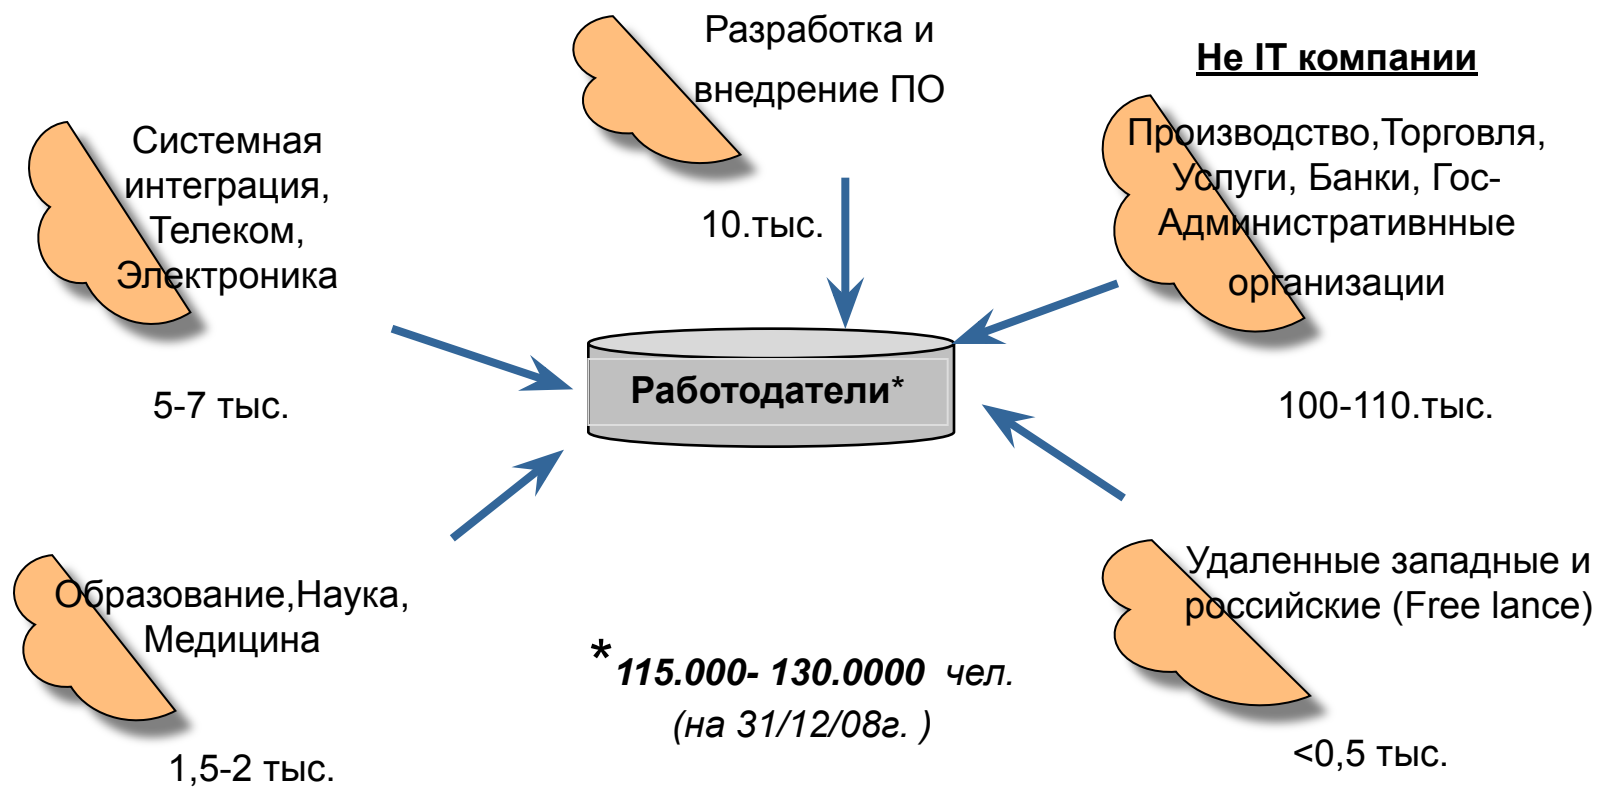 Разработка и
внедрение ПО
10.тыс.
Не IT компании
Производство,Торговля,
Услуги, Банки, Гос-
Административнные
организации
100-110.тыс.
Системная
интеграция,
Телеком,
Электроника
5-7 тыс.
Работодатели*
Образование,Наука,
Медицина
1,5-2 тыс.
*115.000- 130.0000 чел.
(на 31/12/08г. )
Удаленные западные и
российские (Free lance)
<0,5 тыс.